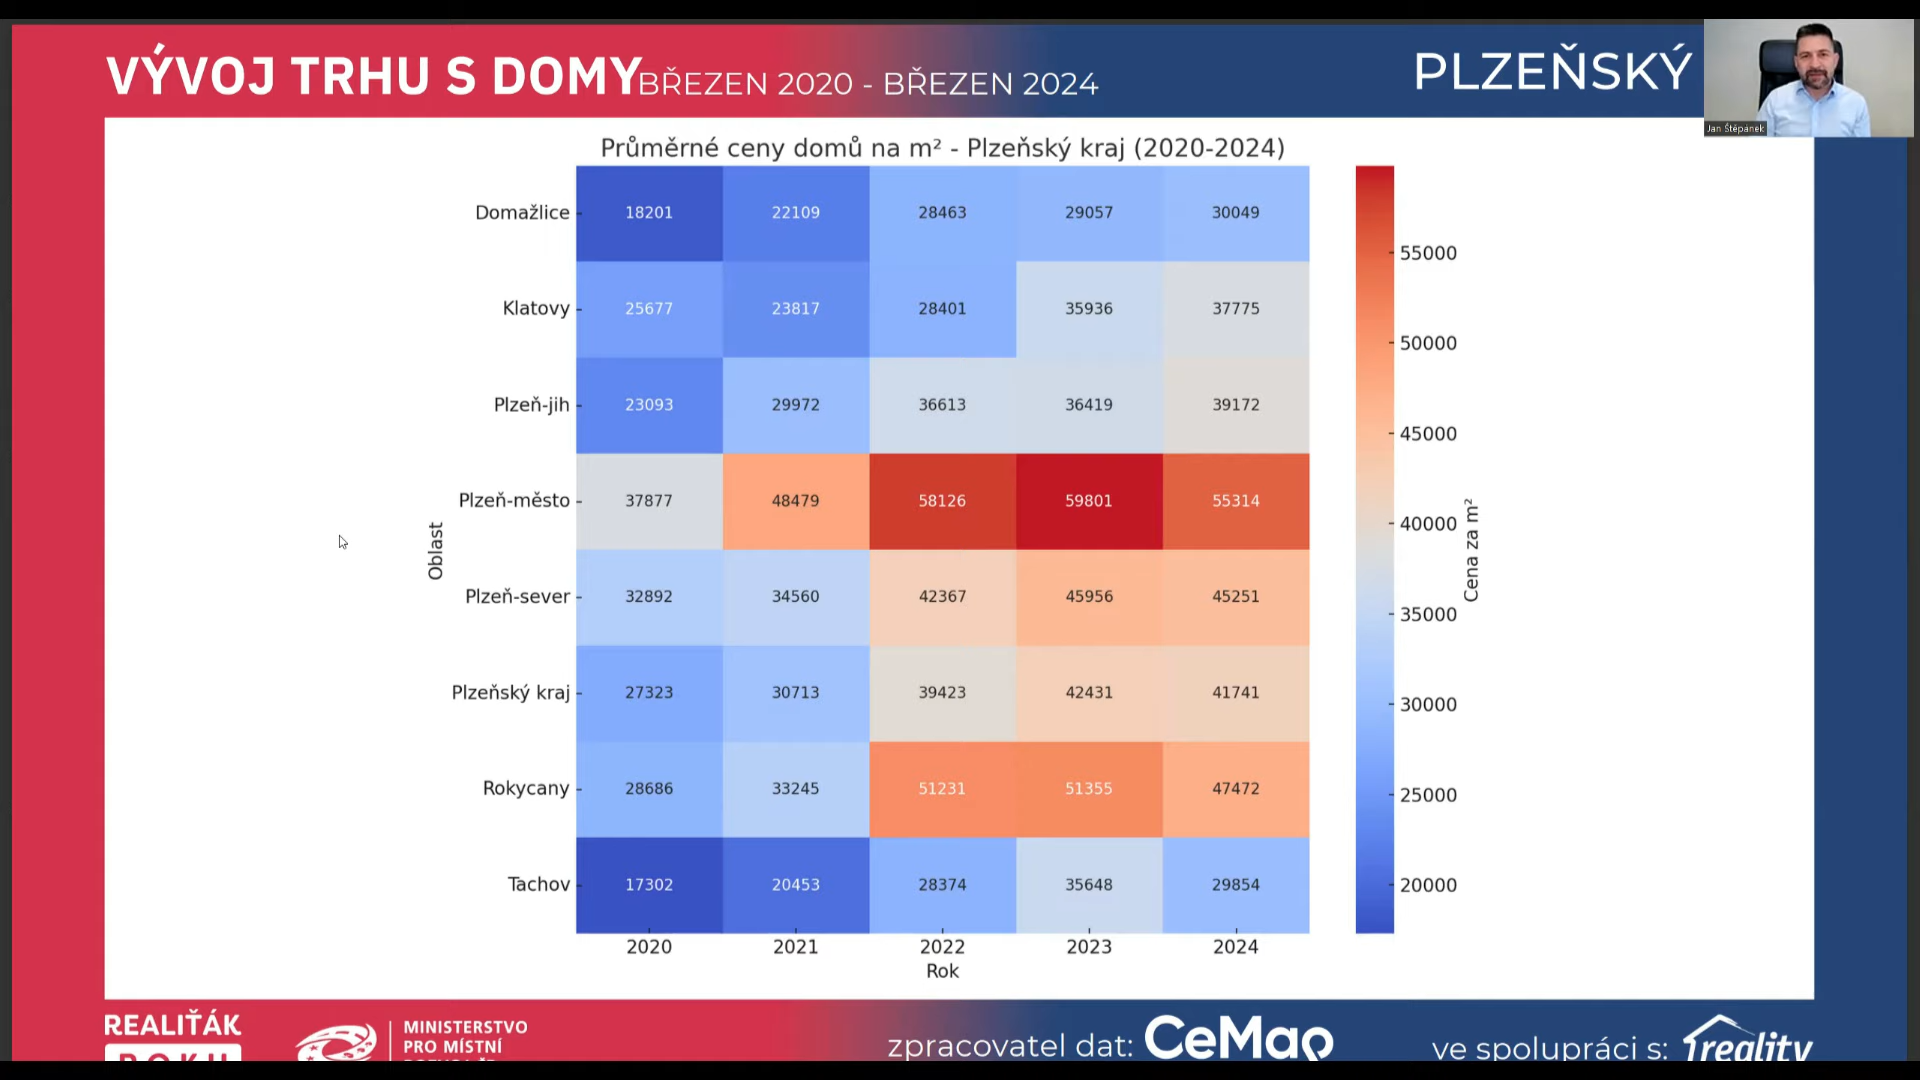 VÝVOJ TRHU S DOMY BŘEZEN 2020 - BŘEZEN 2024
PLZEŇSKÝ
Jan Štěpánek
Průměrné ceny domů na m² - Plzeňský kraj (2020-2024)
Domažlice 18201 22109 28463 29057 30049
Klatovy 25677 23817 28401 35936 37775
Plzeň-jih 23093 29972 36613 36419 39172
Plzeň-město 37877 48479 58126 59801 55314
Plzeň-sever 32892 34560 42367 45956 45251
Plzeňský kraj 27323 30713 39423 42431 41741
Rokycany 28686 33245 51231 51355 47472
Tachov 17302 20453 28374 35648 29854
2020 2021 2022 2023 2024
Rok
Oblast
55000
50000
45000
40000
35000
30000
25000
20000
Cena za m²
REALIŤÁK
ROKU
MINISTERSTVO
PRO MÍSTNÍ
zpracovatel dat: CeMap
ve spolupráci s: reality